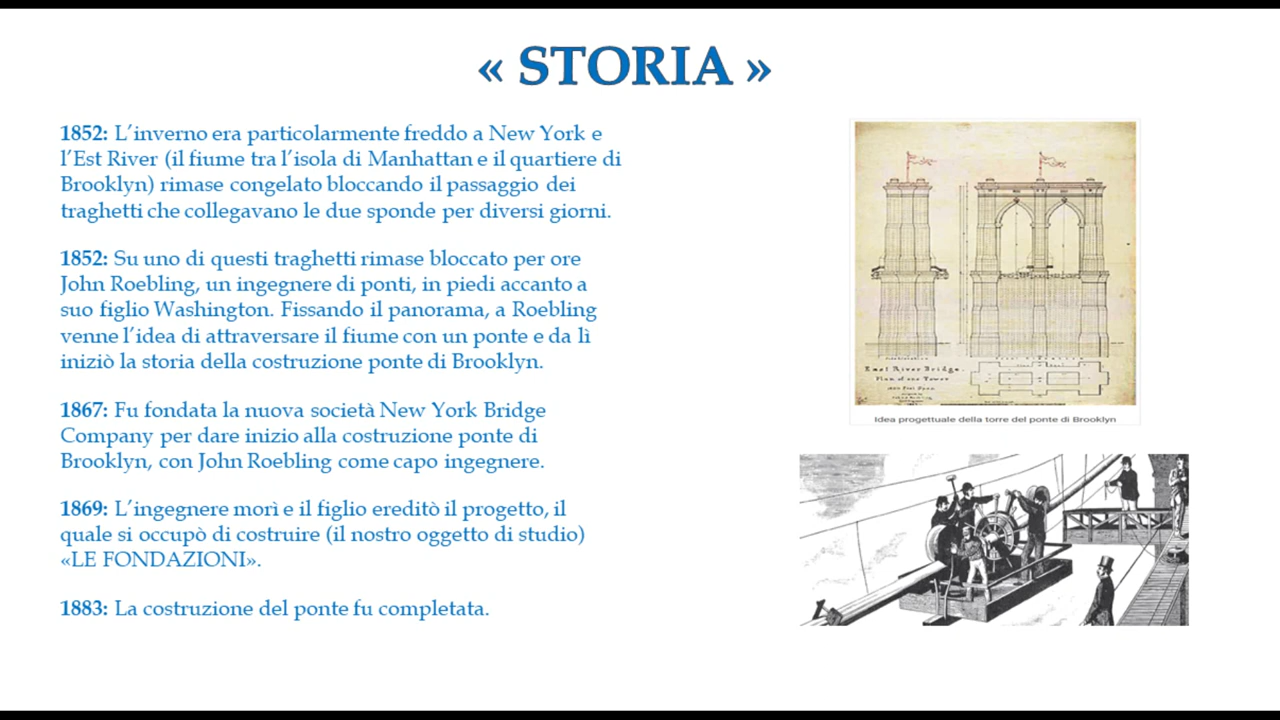 « STORIA »
1852: L’inverno era particolarmente freddo a New York e
l’Est River (il fiume tra l’isola di Manhattan e il quartiere di
Brooklyn) rimase congelato bloccando il passaggio dei
traghetti che collegavano le due sponde per diversi giorni.
1852: Su uno di questi traghetti rimase bloccato per ore
John Roebling, un ingegnere di ponti, in piedi accanto a
suo figlio Washington. Fissando il panorama, a Roebling
venne l’idea di attraversare il fiume con un ponte e da lì
iniziò la storia della costruzione ponte di Brooklyn.
1867: Fu fondata la nuova società New York Bridge
Company per dare inizio alla costruzione ponte di
Brooklyn, con John Roebling come capo ingegnere.
1869: L’ingegnere morì e il figlio ereditò il progetto, il
quale si occupò di costruire (il nostro oggetto di studio)
«LE FONDAZIONI».
1883: La costruzione del ponte fu completata.
East River Bridge.
Plan of one Tower
Idea progettuale della torre del ponte di Brooklyn